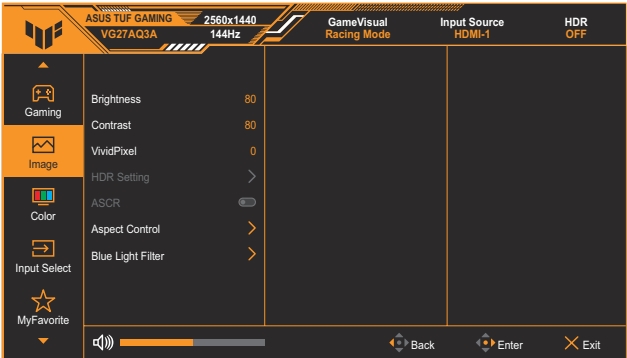 ASUS TUF GAMING 2560x1440 GameVisual Input Source HDR
VG27AQ3A 144Hz Racing Mode HDMI-1 OFF
Gaming
Image
Color
Input Select
MyFavorite
Brightness 80
Contrast 80
VividPixel 0
HDR Setting
ASCR
Aspect Control
Blue Light Filter
Back Enter Exit